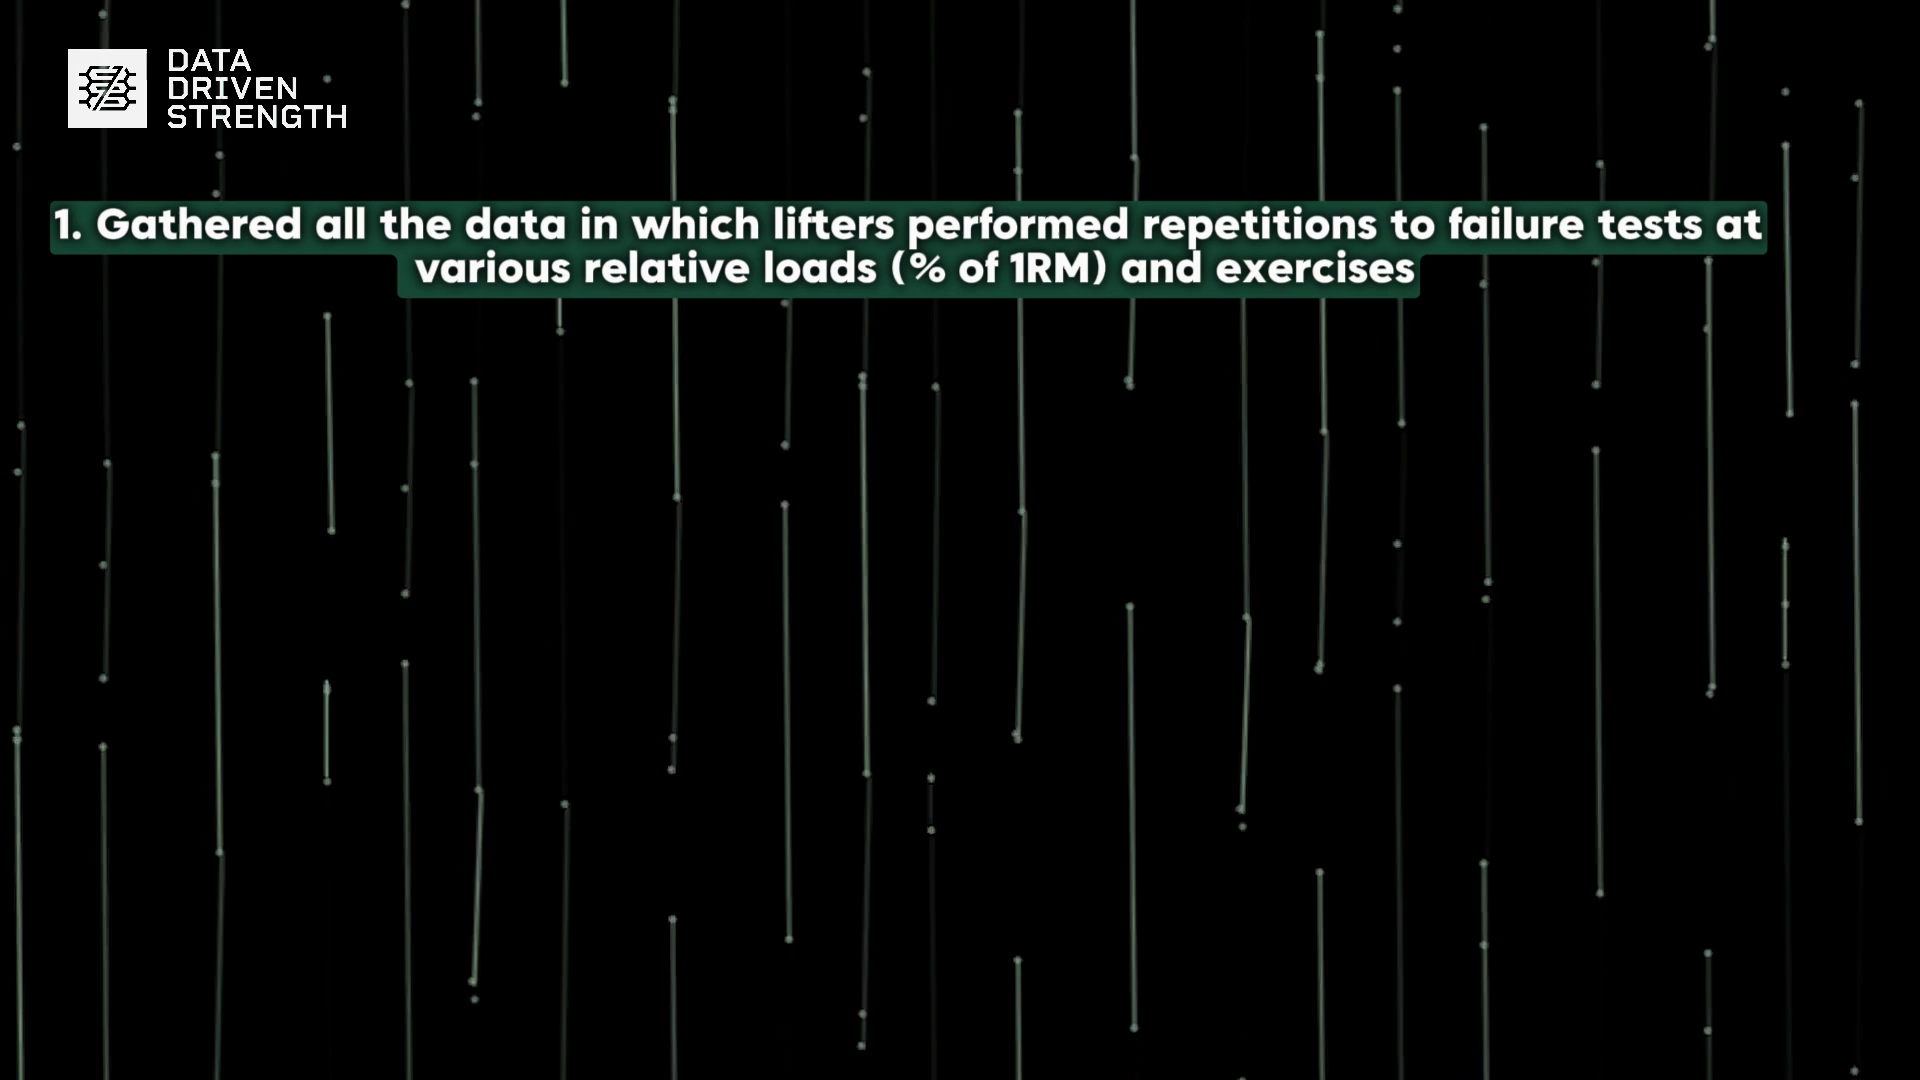 DATA
DRIVEN
STRENGTH
1. Gathered all the data in which lifters performed repetitions to failure tests at
various relative loads (% of 1RM) and exercises